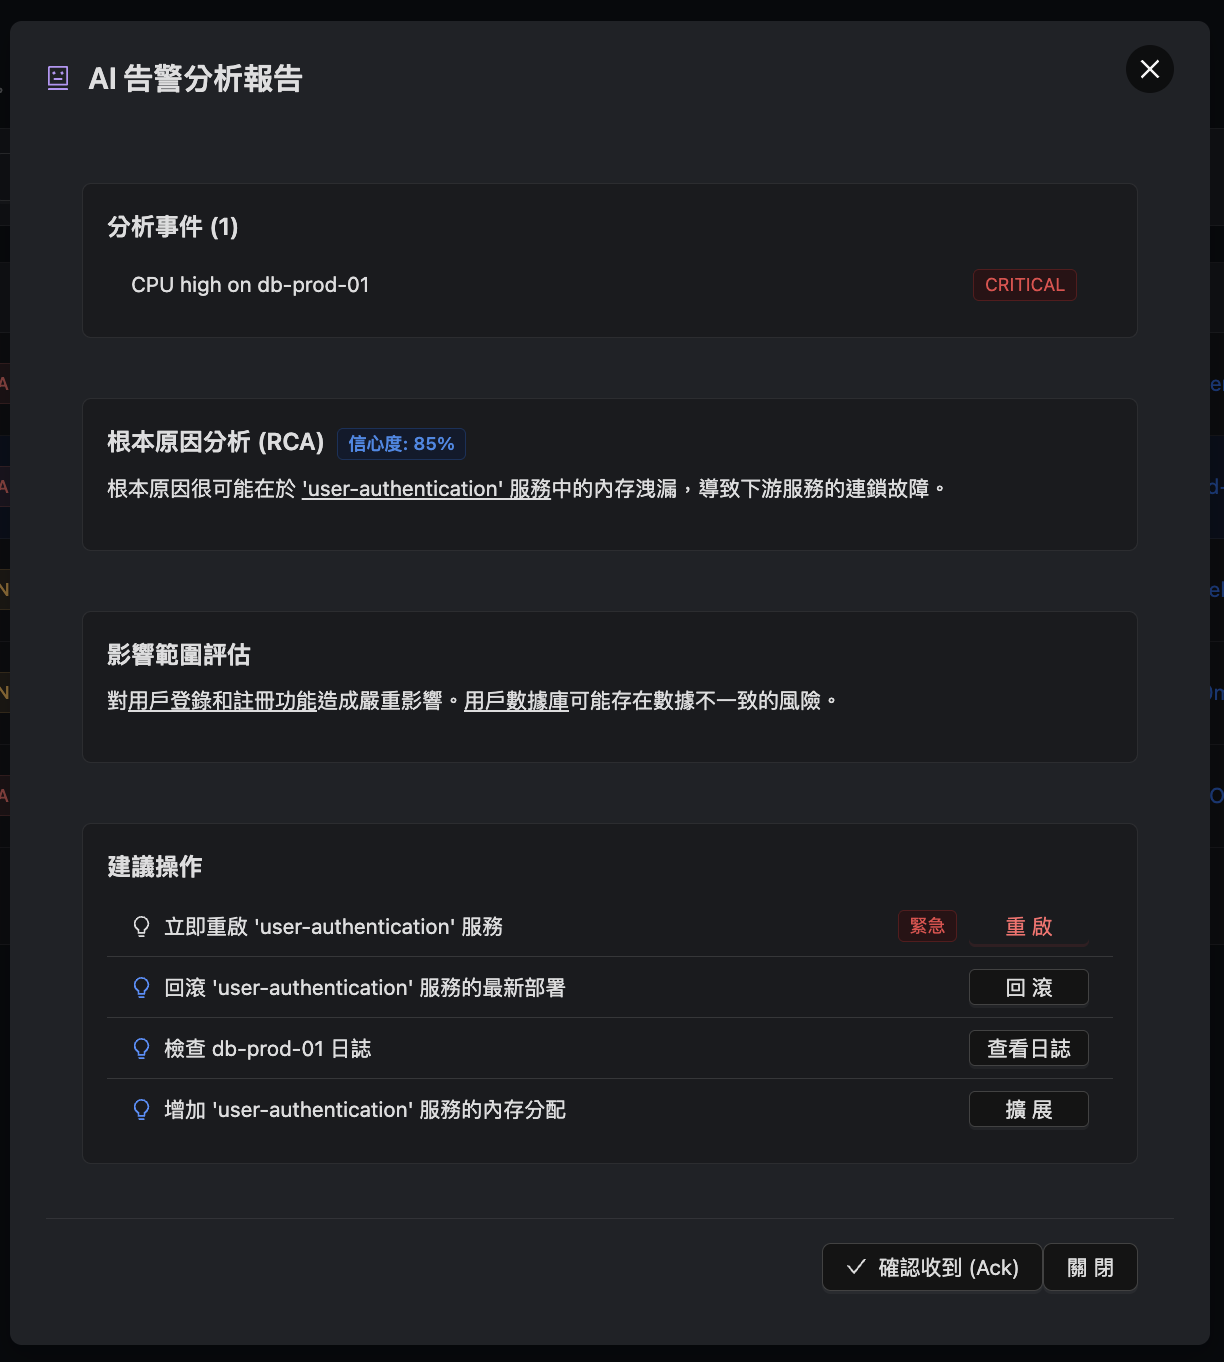 AI 告警分析報告
分析事件 (1)
CPU high on db-prod-01
CRITICAL
根本原因分析 (RCA)
信心度: 85%
根本原因很可能在於 'user-authentication' 服務中的內存洩漏，導致下游服務的連鎖故障。
影響範圍評估
對用戶登錄和註冊功能造成嚴重影響。用戶數據庫可能存在數據不一致的風險。
建議操作
立即重啟 'user-authentication' 服務
緊急
重 啟
回滾 'user-authentication' 服務的最新部署
回 滾
檢查 db-prod-01 日誌
查看日誌
增加 'user-authentication' 服務的內存分配
擴 展
確認收到 (Ack)
關 閉